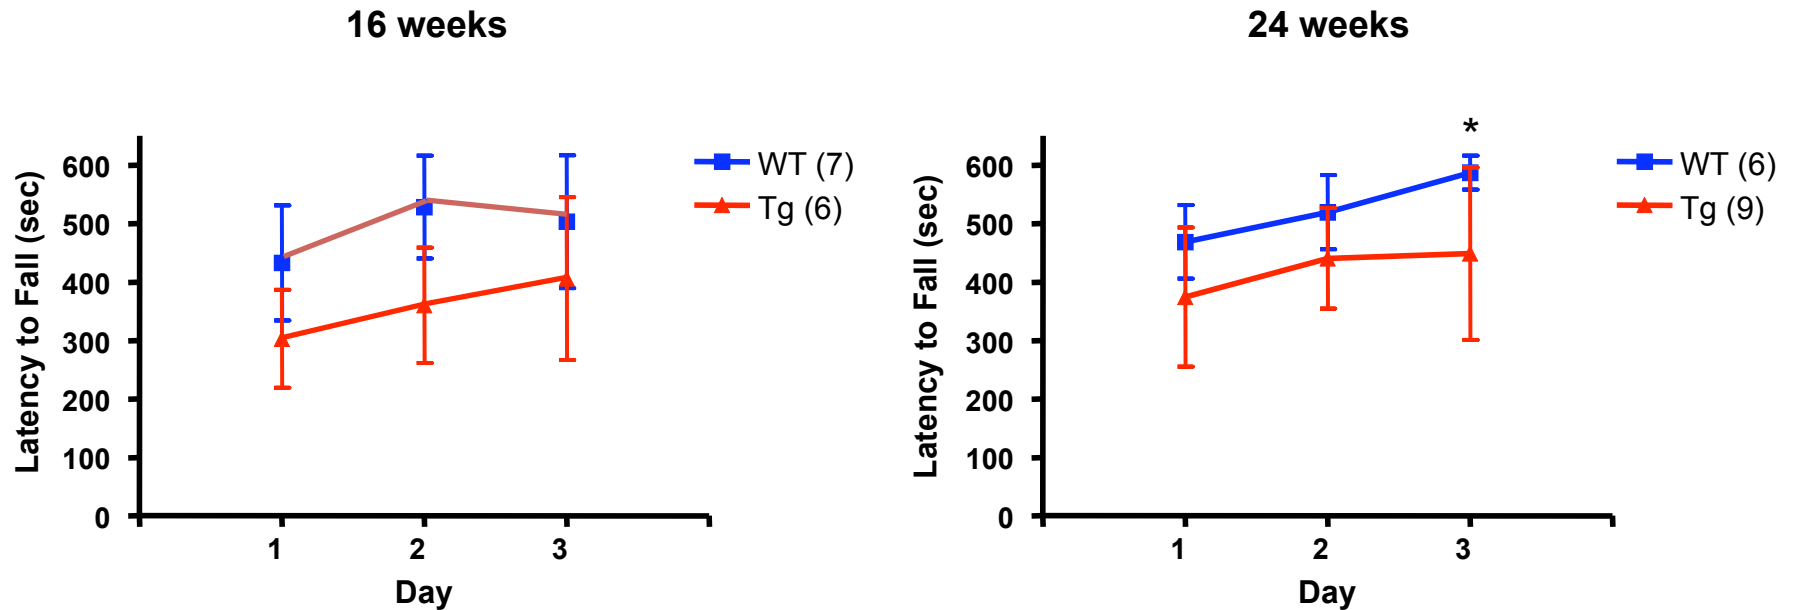 16 weeks
24 weeks
Latency to Fall (sec)
600
500
400
300
200
100
0
1
2
3
Day
WT (7)
Tg (6)
Latency to Fall (sec)
600
500
400
300
200
100
0
1
2
3
Day
*
WT (6)
Tg (9)